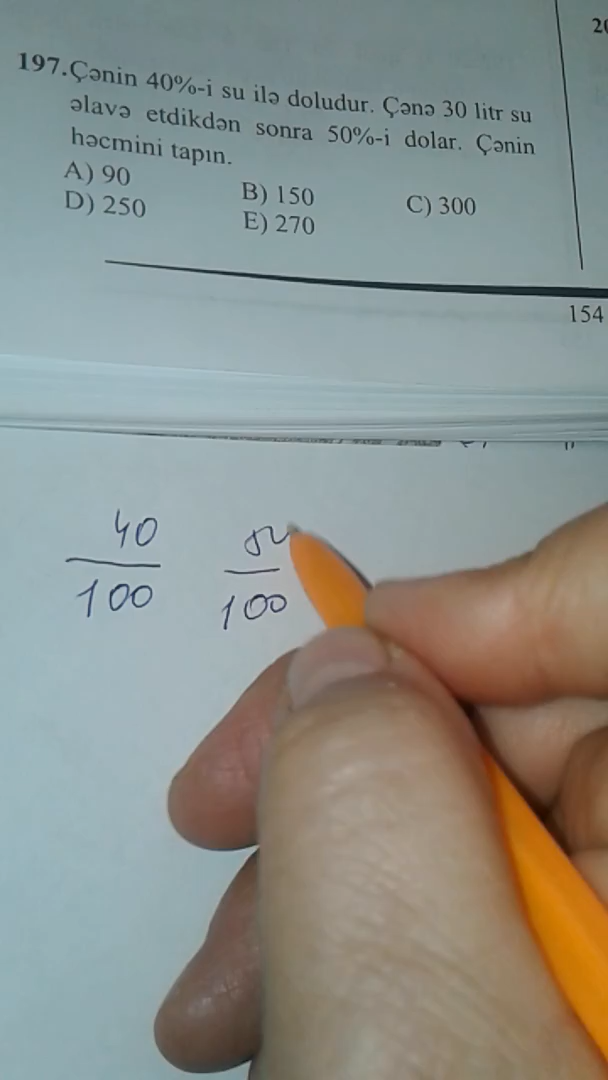 20
197. Çənin 40%-i su ilə doludur. Çənə 30 litr su
əlavə etdikdən sonra 50%-i dolar. Çənin
həcmini tapın.
A) 90 B) 150 C) 300
D) 250 E) 270
154
40
100
100